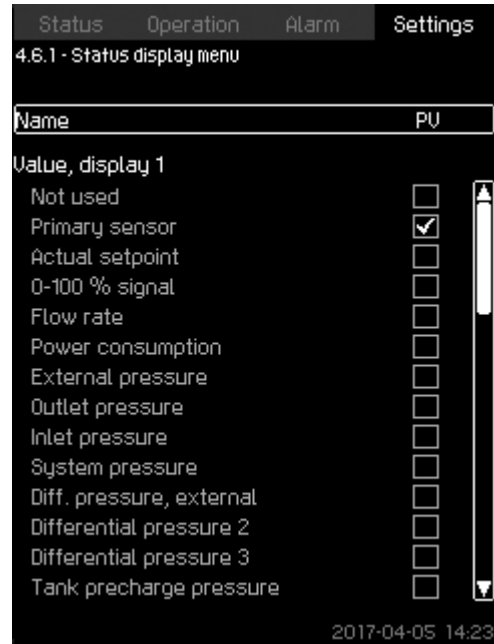 Status Operation Alarm Settings
4.6.1 - Status display menu
Name PV
Value, display 1
Not used
Primary sensor
Actual setpoint
0-100 % signal
Flow rate
Power consumption
External pressure
Outlet pressure
Inlet pressure
System pressure
Diff. pressure, external
Differential pressure 2
Differential pressure 3
Tank precharge pressure
2017-04-05 14:23